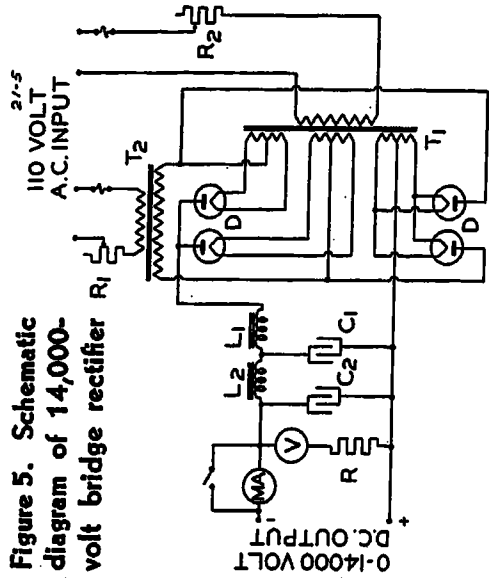 Figure 5. Schematic
diagram of 14,000-
volt bridge rectifier
21-5
110 VOLT
A.C. INPUT
R1
T2
R2
D
T1
D
L1
L2
C1
C2
MA
V
R
-
+
0-14000 VOLT
D.C. OUTPUT